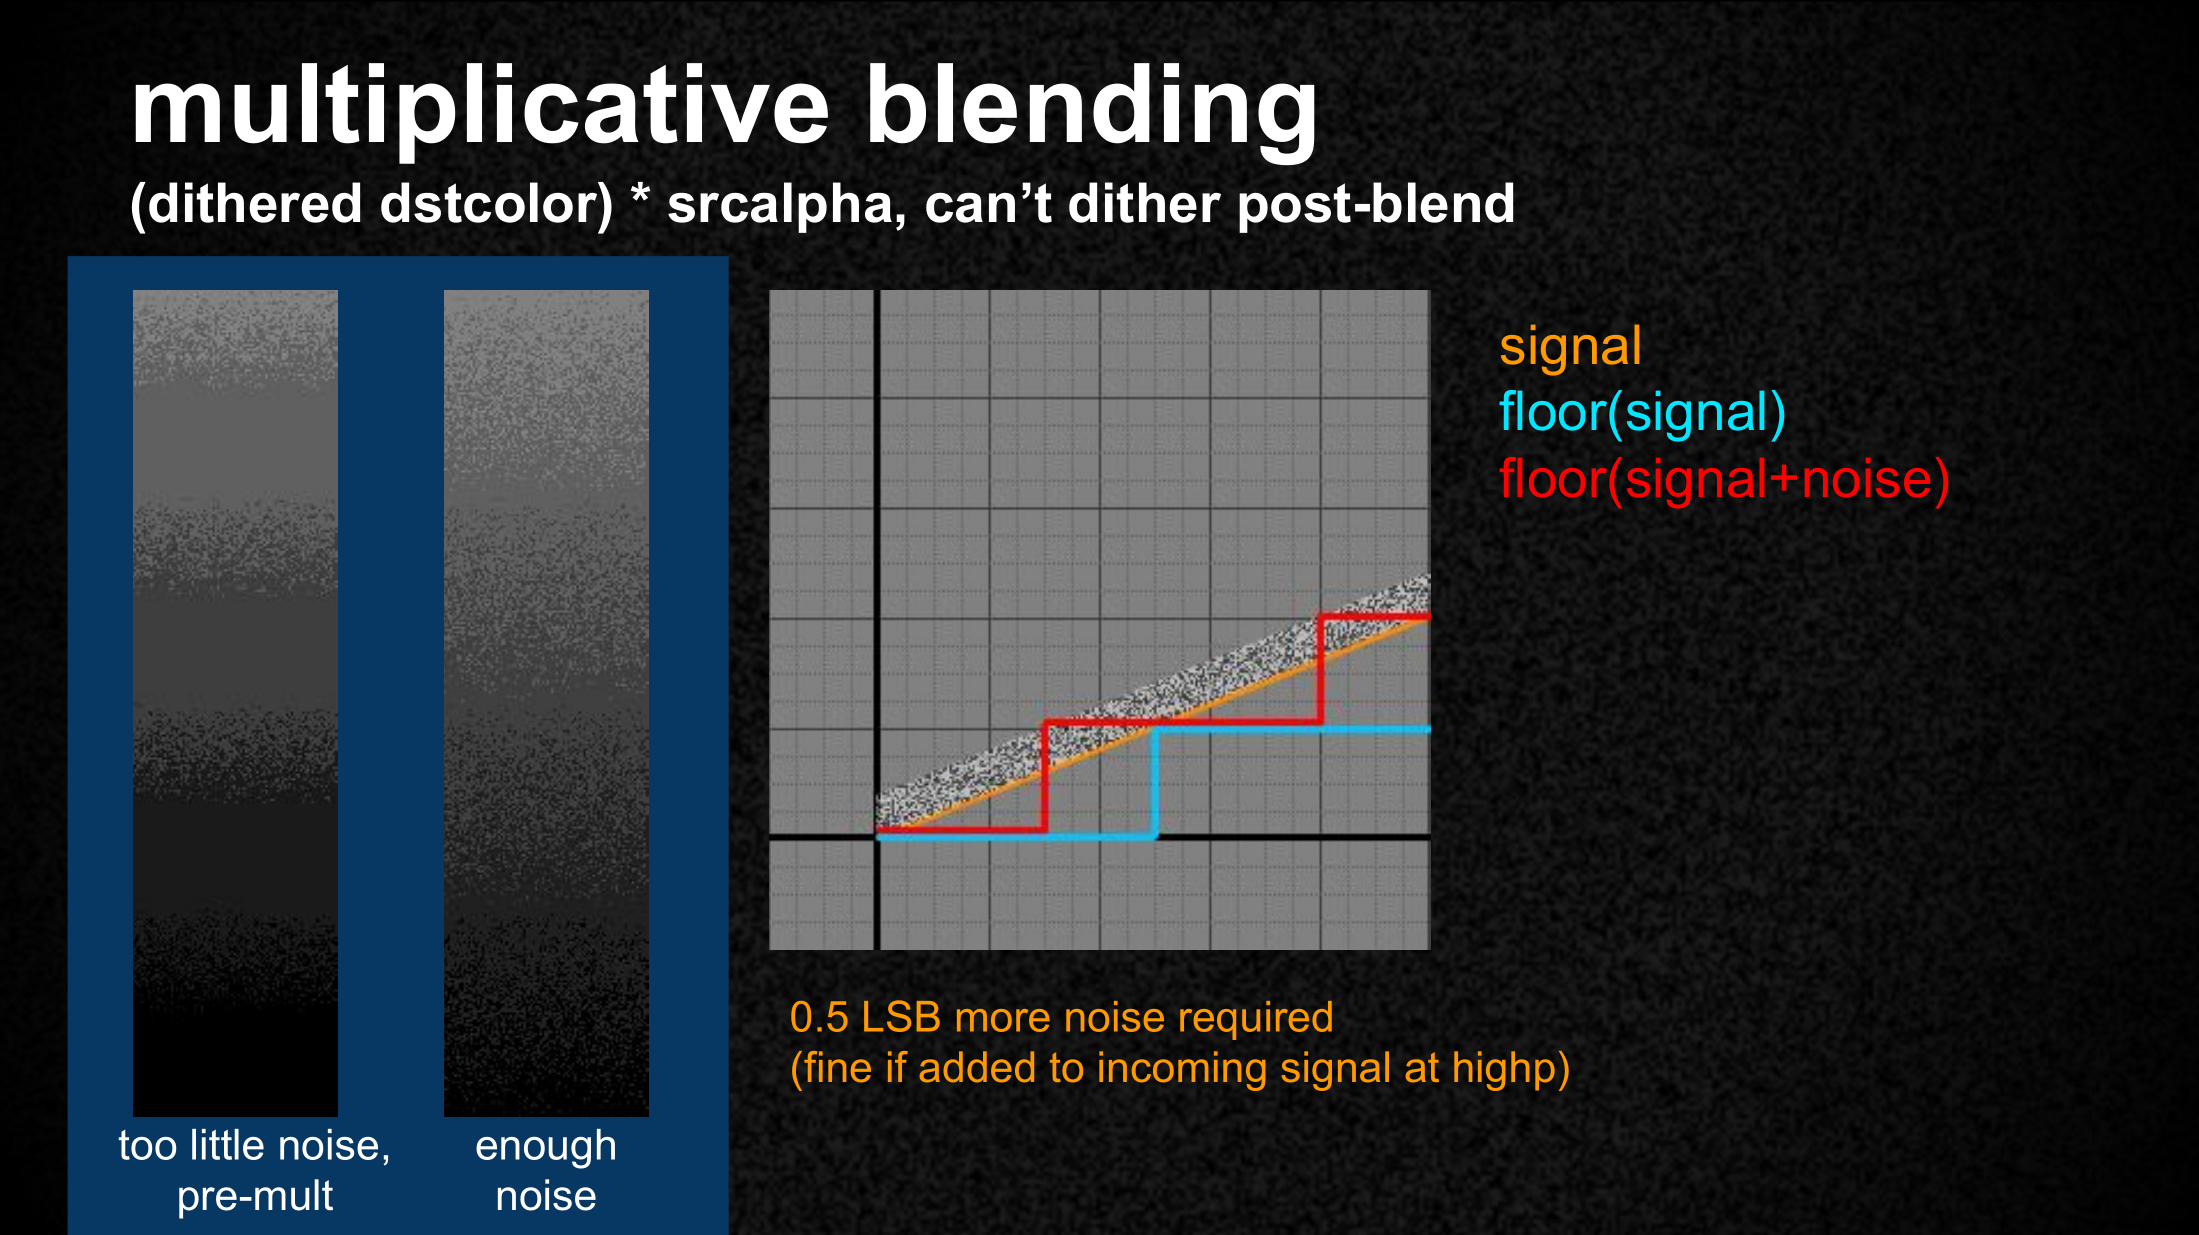 multiplicative blending
(dithered dstcolor) * srcalpha, can’t dither post-blend
signal
floor(signal)
floor(signal+noise)
0.5 LSB more noise required
(fine if added to incoming signal at highp)
too little noise,
pre-mult
enough
noise